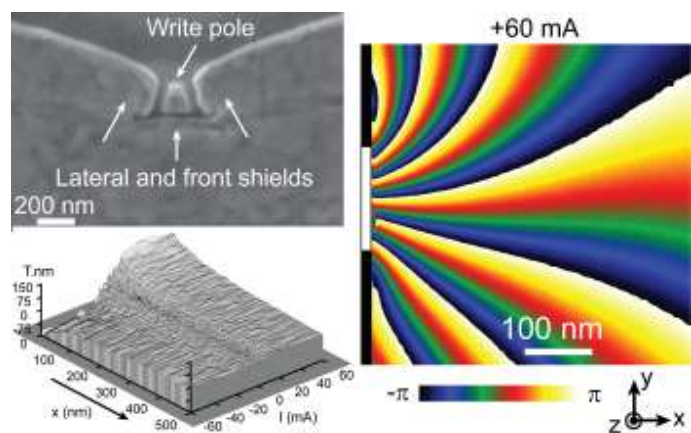 Write pole
Lateral and front shields
200 nm
+60 mA
100 nm
-π
π
y
x
z
T.nm
150
75
0
0
100
200
300
400
500
x (nm)
-60
-40
-20
0
20
40
60
I (mA)